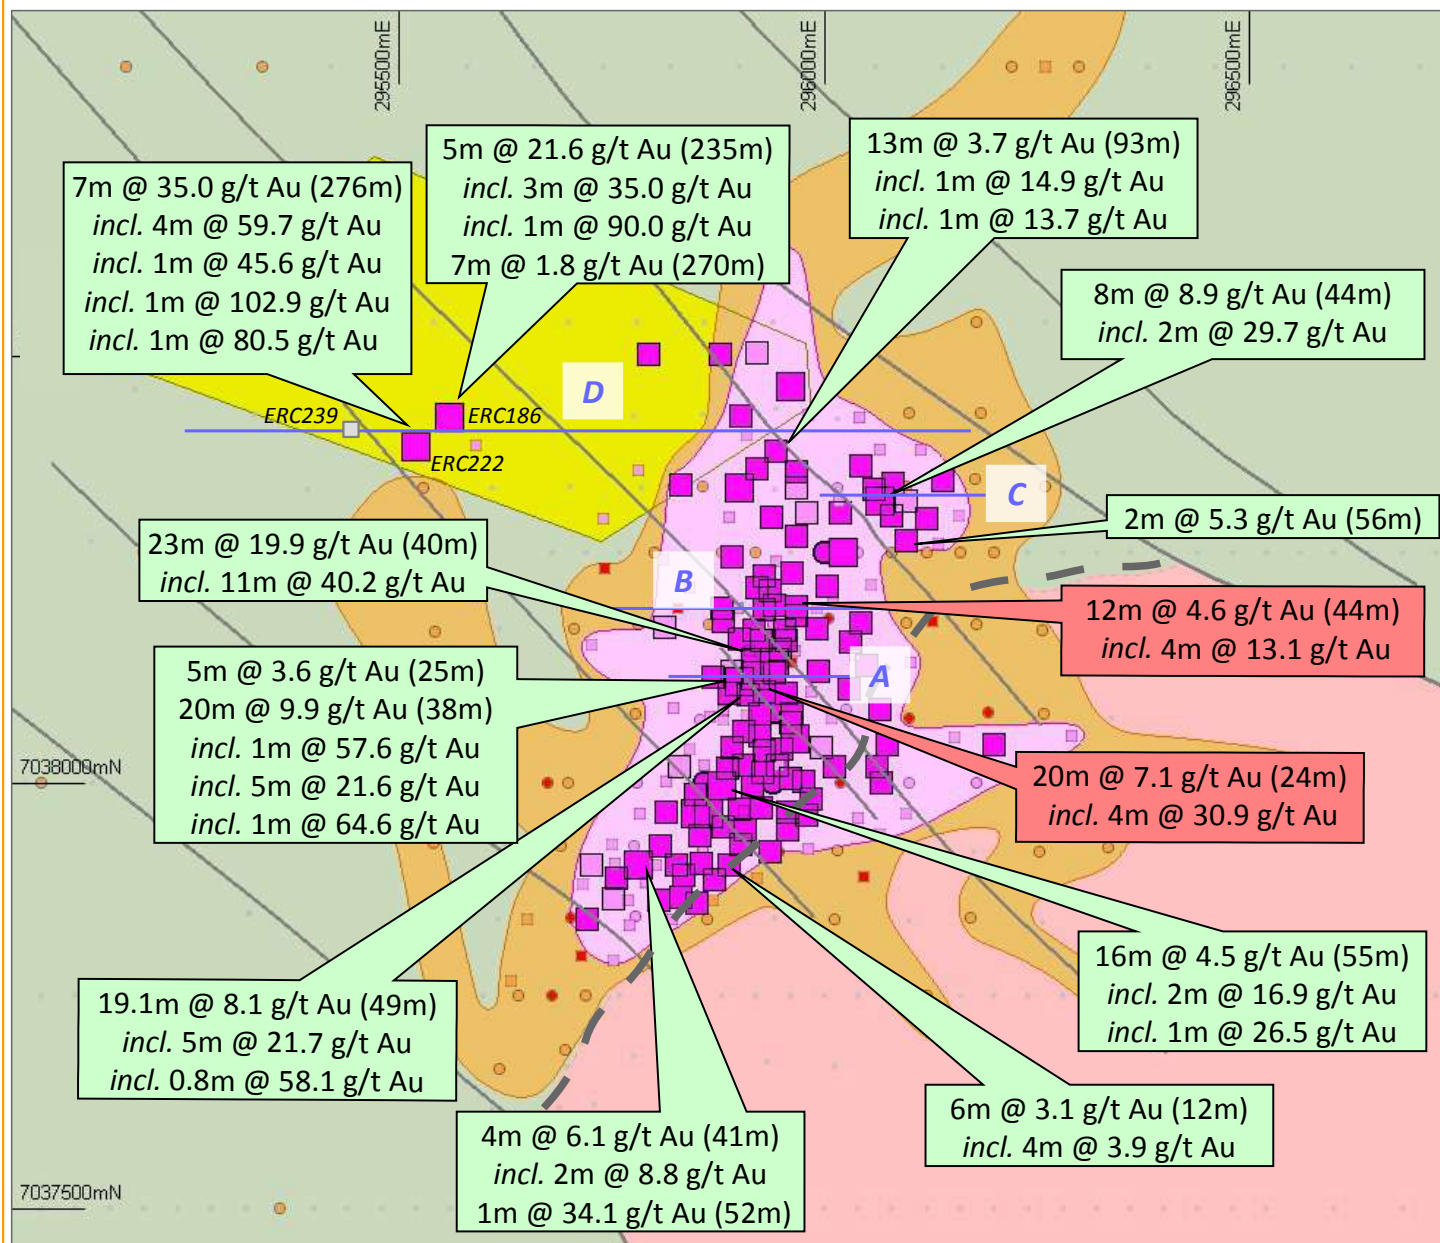 295500mE
296000mE
296500mE
5m @ 21.6 g/t Au (235m)
incl. 3m @ 35.0 g/t Au
incl. 1m @ 90.0 g/t Au
7m @ 1.8 g/t Au (270m)
13m @ 3.7 g/t Au (93m)
incl. 1m @ 14.9 g/t Au
incl. 1m @ 13.7 g/t Au
7m @ 35.0 g/t Au (276m)
incl. 4m @ 59.7 g/t Au
incl. 1m @ 45.6 g/t Au
incl. 1m @ 102.9 g/t Au
incl. 1m @ 80.5 g/t Au
8m @ 8.9 g/t Au (44m)
incl. 2m @ 29.7 g/t Au
D
ERC239
ERC186
ERC222
C
2m @ 5.3 g/t Au (56m)
23m @ 19.9 g/t Au (40m)
incl. 11m @ 40.2 g/t Au
B
12m @ 4.6 g/t Au (44m)
incl. 4m @ 13.1 g/t Au
5m @ 3.6 g/t Au (25m)
20m @ 9.9 g/t Au (38m)
incl. 1m @ 57.6 g/t Au
incl. 5m @ 21.6 g/t Au
incl. 1m @ 64.6 g/t Au
A
7038000mN
20m @ 7.1 g/t Au (24m)
incl. 4m @ 30.9 g/t Au
16m @ 4.5 g/t Au (55m)
incl. 2m @ 16.9 g/t Au
incl. 1m @ 26.5 g/t Au
19.1m @ 8.1 g/t Au (49m)
incl. 5m @ 21.7 g/t Au
incl. 0.8m @ 58.1 g/t Au
6m @ 3.1 g/t Au (12m)
incl. 4m @ 3.9 g/t Au
4m @ 6.1 g/t Au (41m)
incl. 2m @ 8.8 g/t Au
1m @ 34.1 g/t Au (52m)
7037500mN